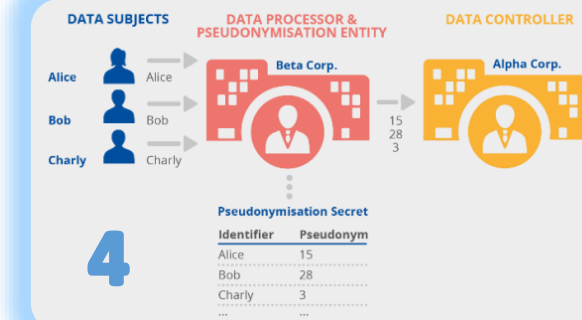 DATA SUBJECTS
DATA PROCESSOR &
PSEUDONYMISATION ENTITY
DATA CONTROLLER
Beta Corp.
Alpha Corp.
Alice Alice
Bob Bob
Charly Charly
15
28
3
Pseudonymisation Secret
Identifier Pseudonym
Alice 15
Bob 28
Charly 3
... ...
4